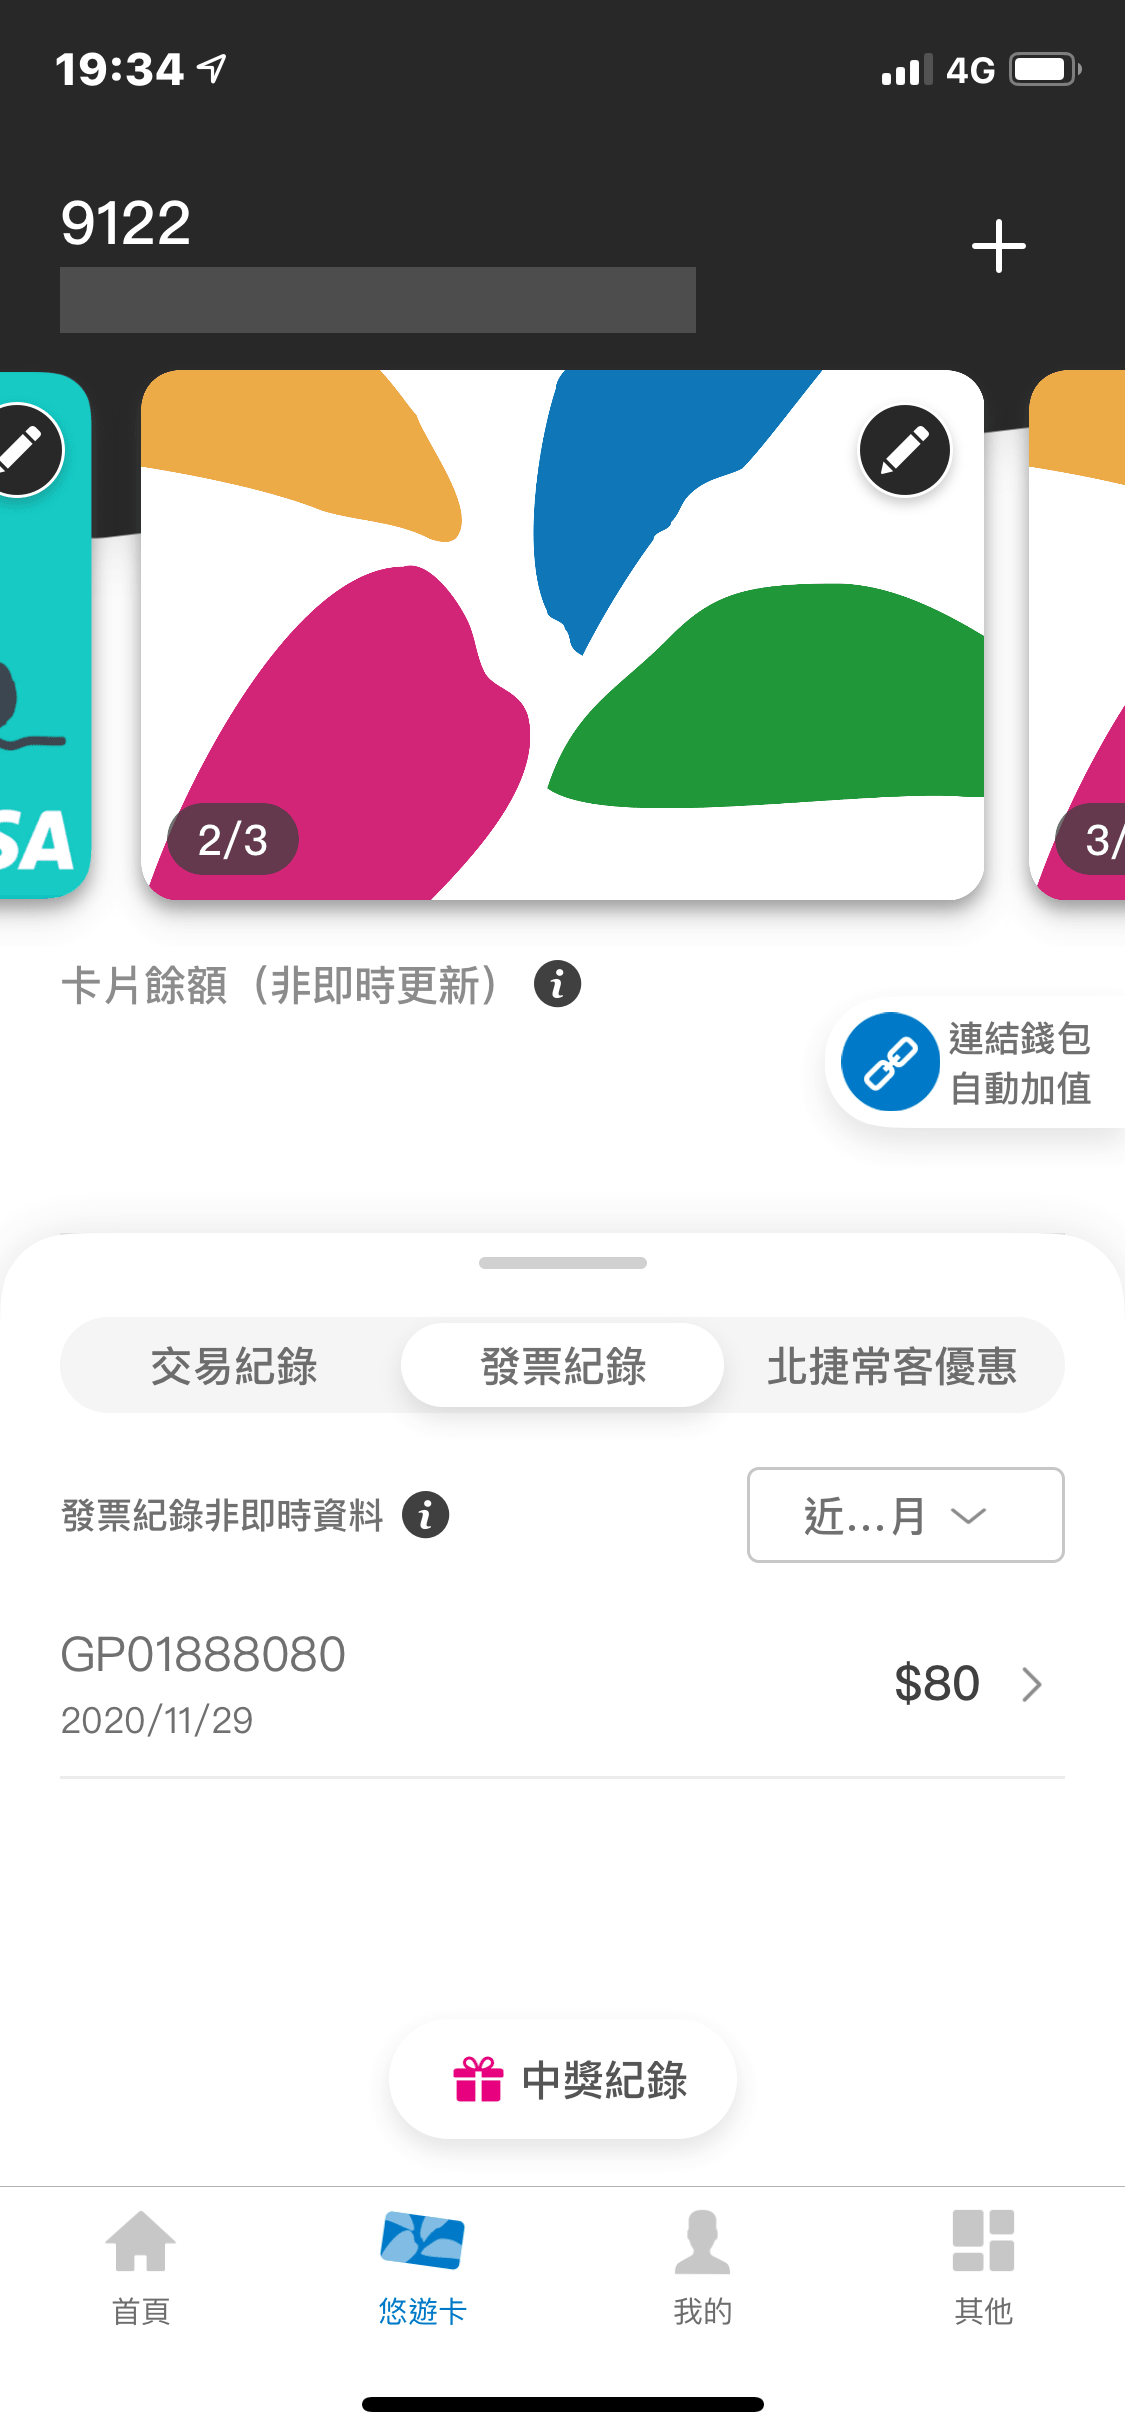 19:34
4G
9122
SA
2/3
3/
卡片餘額（非即時更新）
連結錢包
自動加值
交易紀錄 發票紀錄 北捷常客優惠
發票紀錄非即時資料
近...月
GP01888080
$80
2020/11/29
中獎紀錄
首頁 悠遊卡 我的 其他